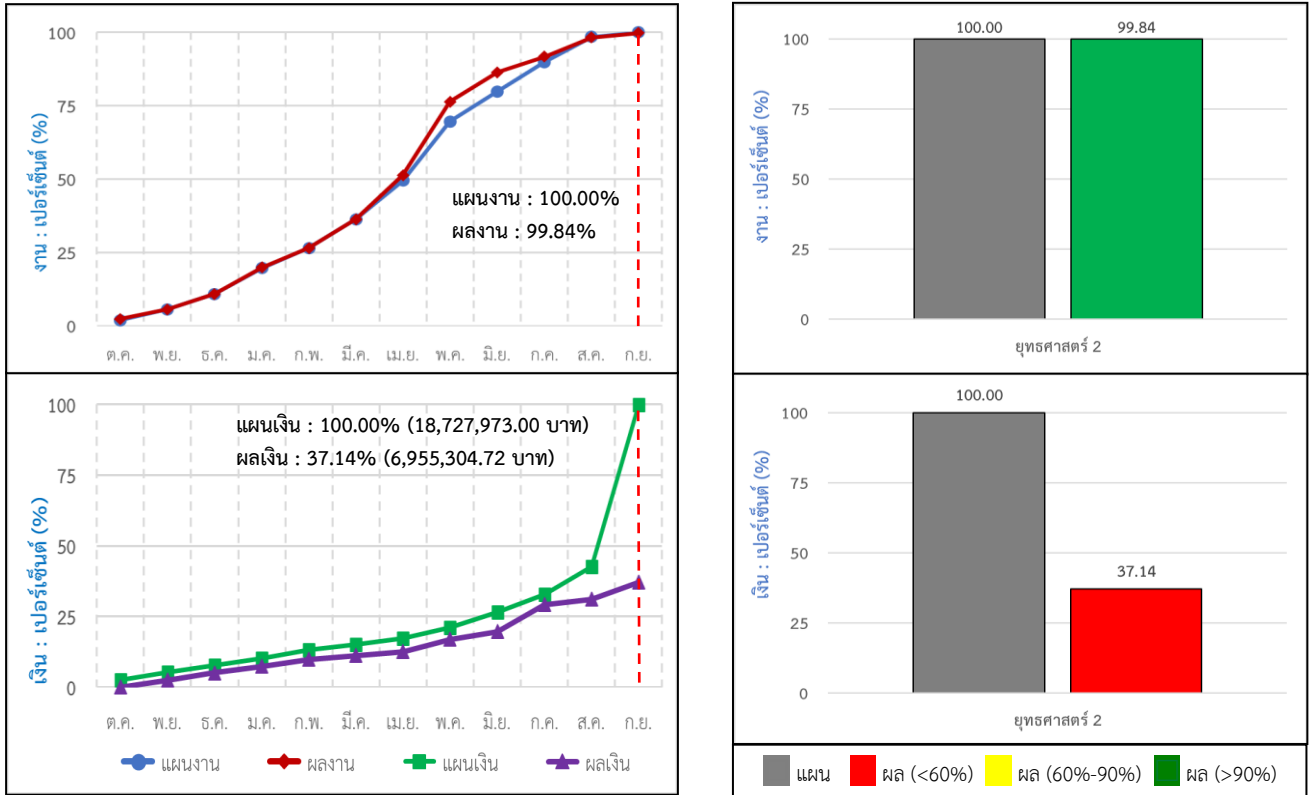 100
75
50
25
0
งาน : เปอร์เซ็นต์ (%)
แผนงาน : 100.00%
ผลงาน : 99.84%
ต.ค. พ.ย. ธ.ค. ม.ค. ก.พ. มี.ค. เม.ย. พ.ค. มิ.ย. ก.ค. ส.ค. ก.ย.
100.00 99.84
100
75
50
25
0
งาน : เปอร์เซ็นต์ (%)
ยุทธศาสตร์ 2
100
75
50
25
0
เงิน : เปอร์เซ็นต์ (%)
แผนเงิน : 100.00% (18,727,973.00 บาท)
ผลเงิน : 37.14% (6,955,304.72 บาท)
ต.ค. พ.ย. ธ.ค. ม.ค. ก.พ. มี.ค. เม.ย. พ.ค. มิ.ย. ก.ค. ส.ค. ก.ย.
แผนงาน ผลงาน แผนเงิน ผลเงิน
100.00
37.14
100
75
50
25
0
เงิน : เปอร์เซ็นต์ (%)
ยุทธศาสตร์ 2
แผน ผล (<60%) ผล (60%-90%) ผล (>90%)